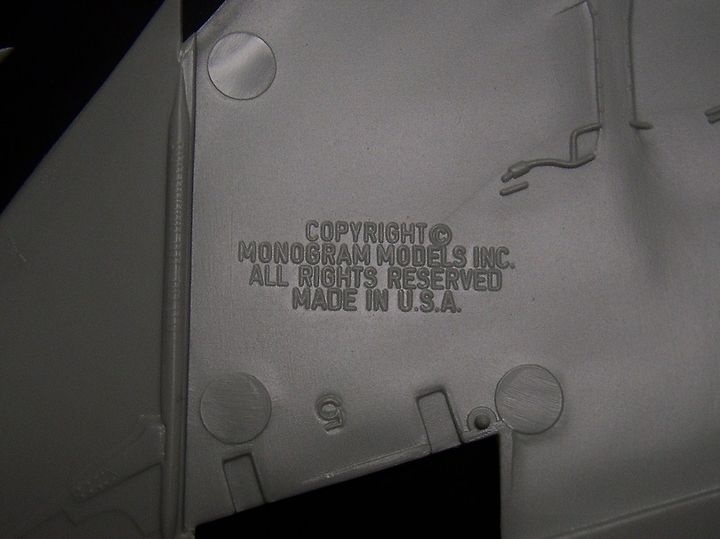 COPYRIGHT©
MONOGRAM MODELS INC.
ALL RIGHTS RESERVED
MADE IN U.S.A.